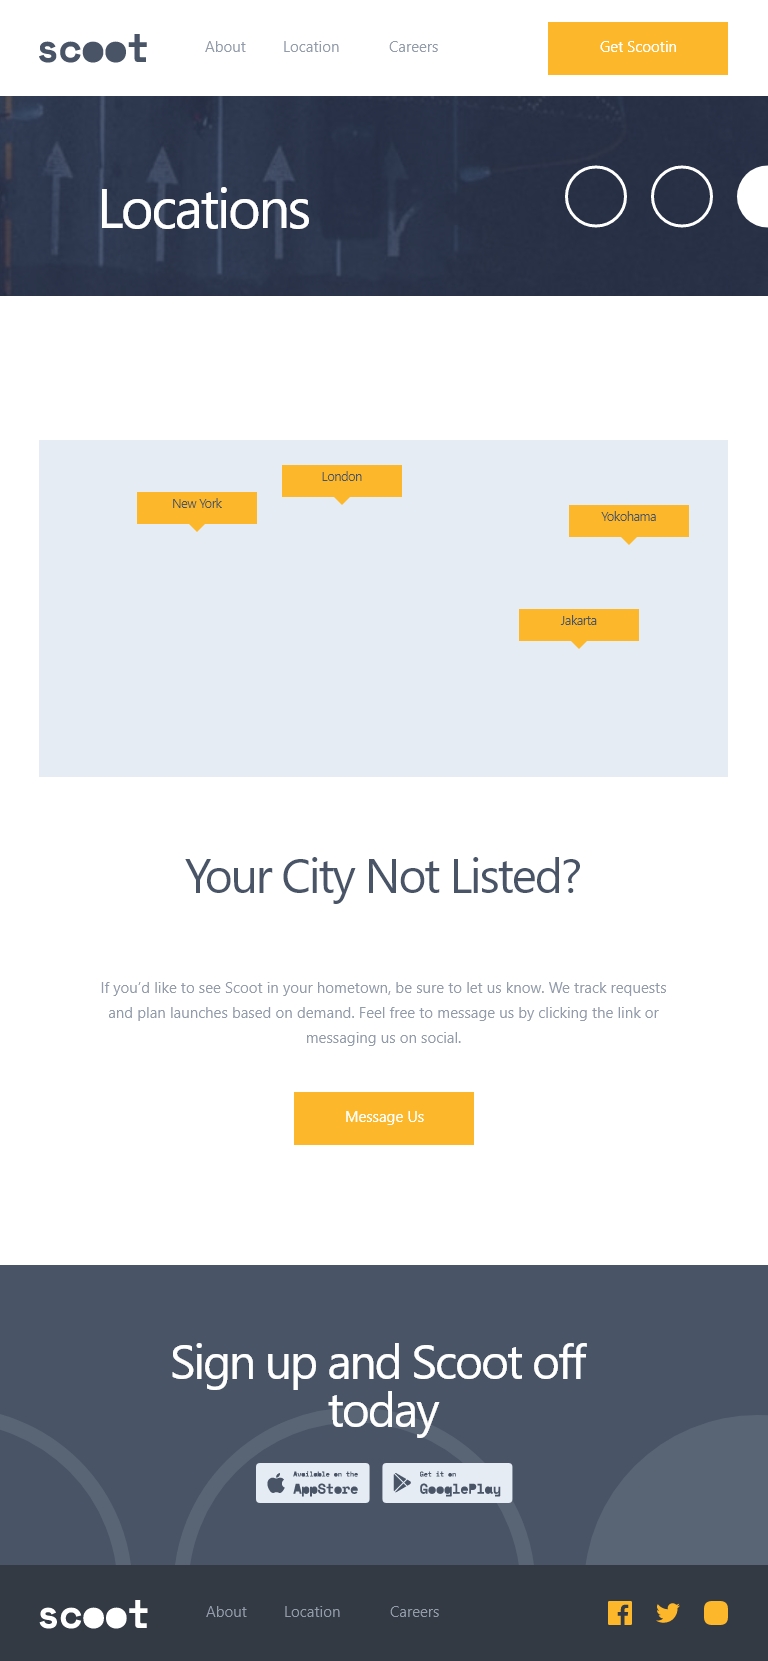 scoot
About
Location
Careers
Get Scootin
Locations
London
New York
Yokohama
Jakarta
Your City Not Listed?
If you'd like to see Scoot in your hometown, be sure to let us know. We track requests
and plan launches based on demand. Feel free to message us by clicking the link or
messaging us on social.
Message Us
Sign up and Scoot off
today
Available on the
AppStore
Get it on
GooglePlay
scoot
About
Location
Careers